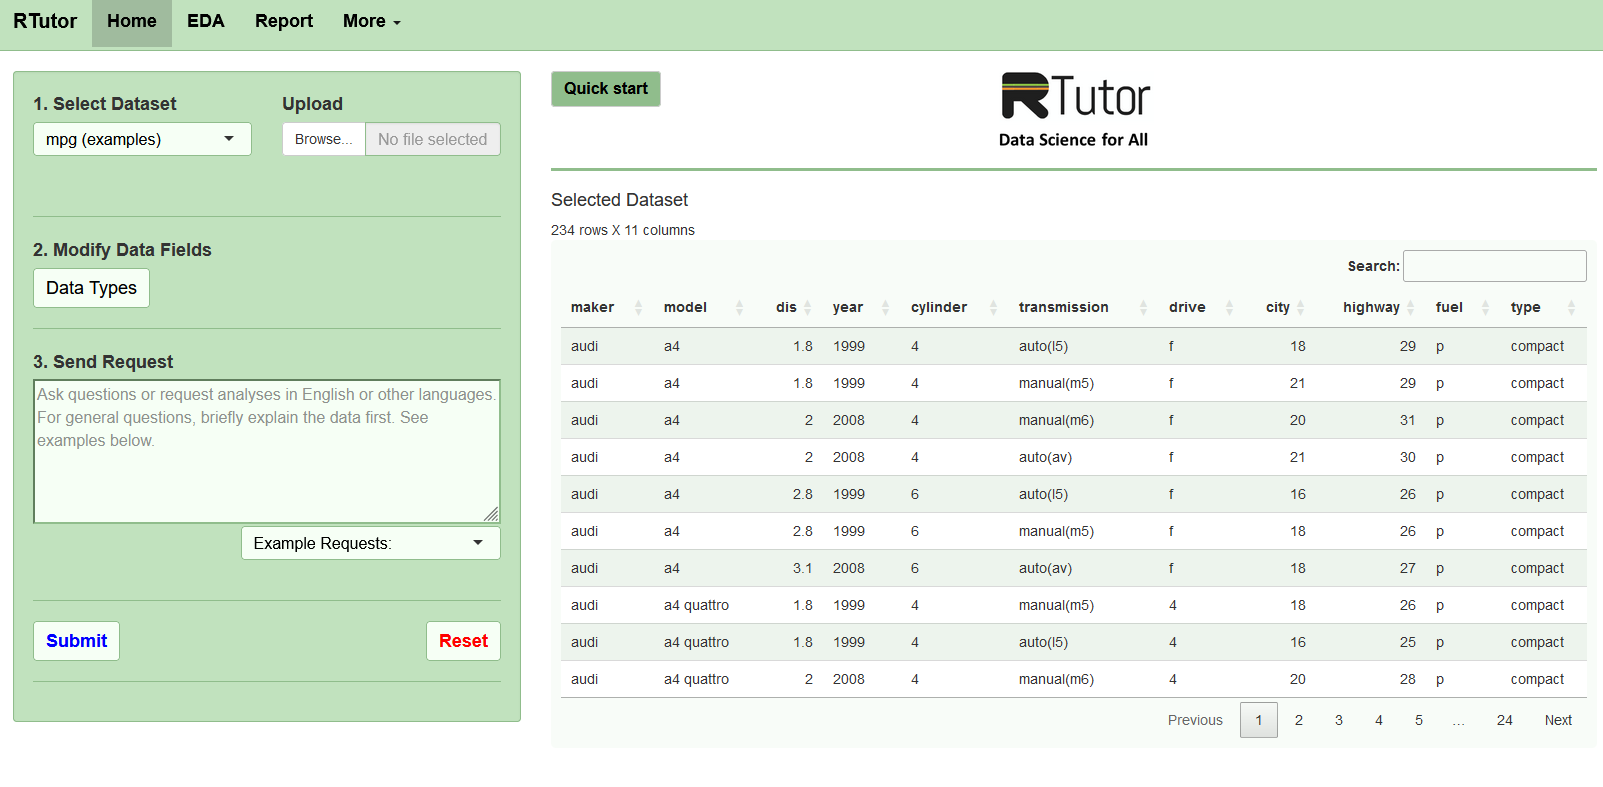 RTutor Home EDA Report More
1. Select Dataset Upload
mpg (examples) Browse... No file selected
2. Modify Data Fields
Data Types
3. Send Request
Ask questions or request analyses in English or other languages.
For general questions, briefly explain the data first. See
examples below.
Example Requests:
Submit Reset
Quick start
RTutor
Data Science for All
Selected Dataset
234 rows X 11 columns
Search:
maker model dis year cylinder transmission drive city highway fuel type
audi a4 1.8 1999 4 auto(l5) f 18 29 p compact
audi a4 1.8 1999 4 manual(m5) f 21 29 p compact
audi a4 2 2008 4 manual(m6) f 20 31 p compact
audi a4 2 2008 4 auto(av) f 21 30 p compact
audi a4 2.8 1999 6 auto(l5) f 16 26 p compact
audi a4 2.8 1999 6 manual(m5) f 18 26 p compact
audi a4 3.1 2008 6 auto(av) f 18 27 p compact
audi a4 quattro 1.8 1999 4 manual(m5) 4 18 26 p compact
audi a4 quattro 1.8 1999 4 auto(l5) 4 16 25 p compact
audi a4 quattro 2 2008 4 manual(m6) 4 20 28 p compact
Previous 1 2 3 4 5 … 24 Next